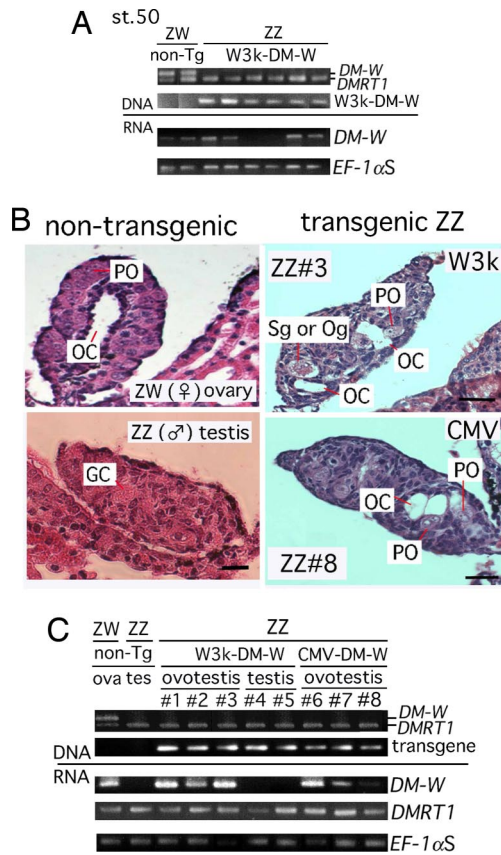 A st.50
ZW ZZ
non-Tg W3k-DM-W
DM-W
DMRT1
DNA W3k-DM-W
RNA
DM-W
EF-1αS
B non-transgenic transgenic ZZ
PO
OC
ZW (♀) ovary
ZZ#3 W3k
PO
Sg or Og
OC
OC
ZZ (♂) testis
GC
CMV
PO
OC
PO
ZZ#8
C
ZW ZZ ZZ
non-Tg W3k-DM-W CMV-DM-W
ova tes ovotestis testis ovotestis
#1 #2 #3 #4 #5 #6 #7 #8
DM-W
DMRT1
DNA transgene
RNA
DM-W
DMRT1
EF-1αS